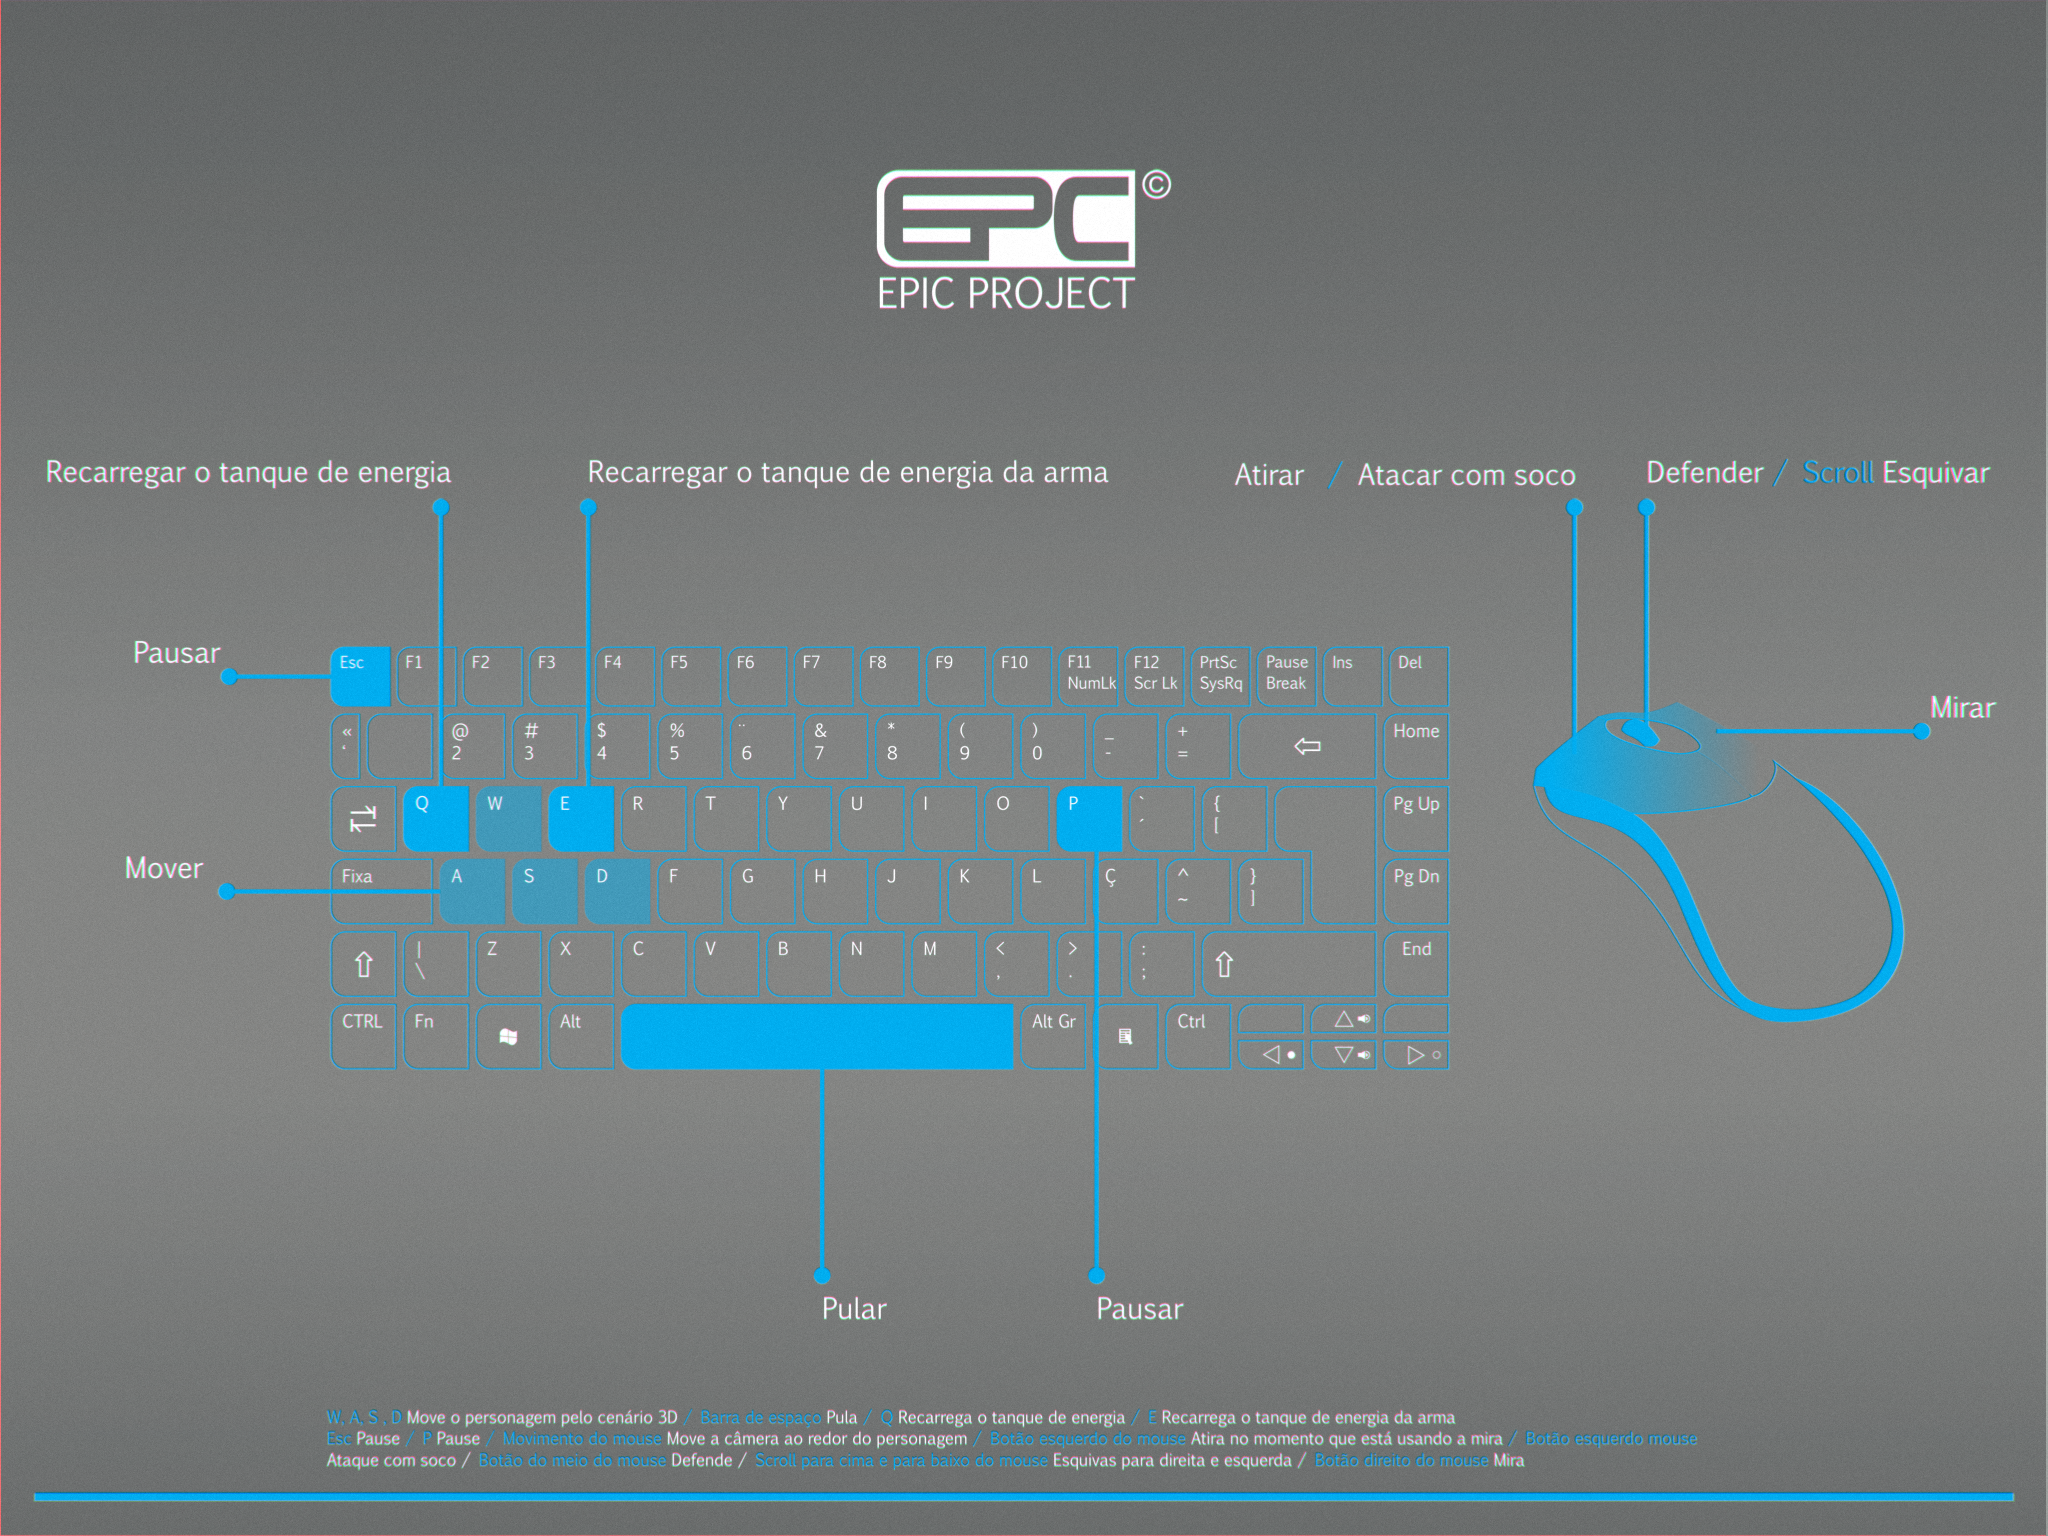 EPC©
EPIC PROJECT
Recarregar o tanque de energia
Recarregar o tanque de energia da arma
Atirar / Atacar com soco
Defender / Scroll Esquivar
Pausar
Mirar
Mover
Esc F1 F2 F3 F4 F5 F6 F7 F8 F9 F10 F11 F12 PrtSc Pause Ins Del
NumLk Scr Lk SysRq Break
« @ # $ % ¨ & * ( ) _ + Home
‘ 2 3 4 5 6 7 8 9 0 - =
Q W E R T Y U I O P ` { Pg Up
´ [
Fixa A S D F G H J K L Ç ^ } Pg Dn
~ ]
| Z X C V B N M < > : End
\ , . ;
CTRL Fn Alt Alt Gr Ctrl
Pular
Pausar
W, A, S , D Move o personagem pelo cenário 3D / Barra de espaço Pula / Q Recarrega o tanque de energia / E Recarrega o tanque de energia da arma
Esc Pause / P Pause / Movimento do mouse Move a câmera ao redor do personagem / Botão esquerdo do mouse Atira no momento que está usando a mira / Botão esquerdo mouse
Ataque com soco / Botão do meio do mouse Defende / Scroll para cima e para baixo do mouse Esquivas para direita e esquerda / Botão direito do mouse Mira